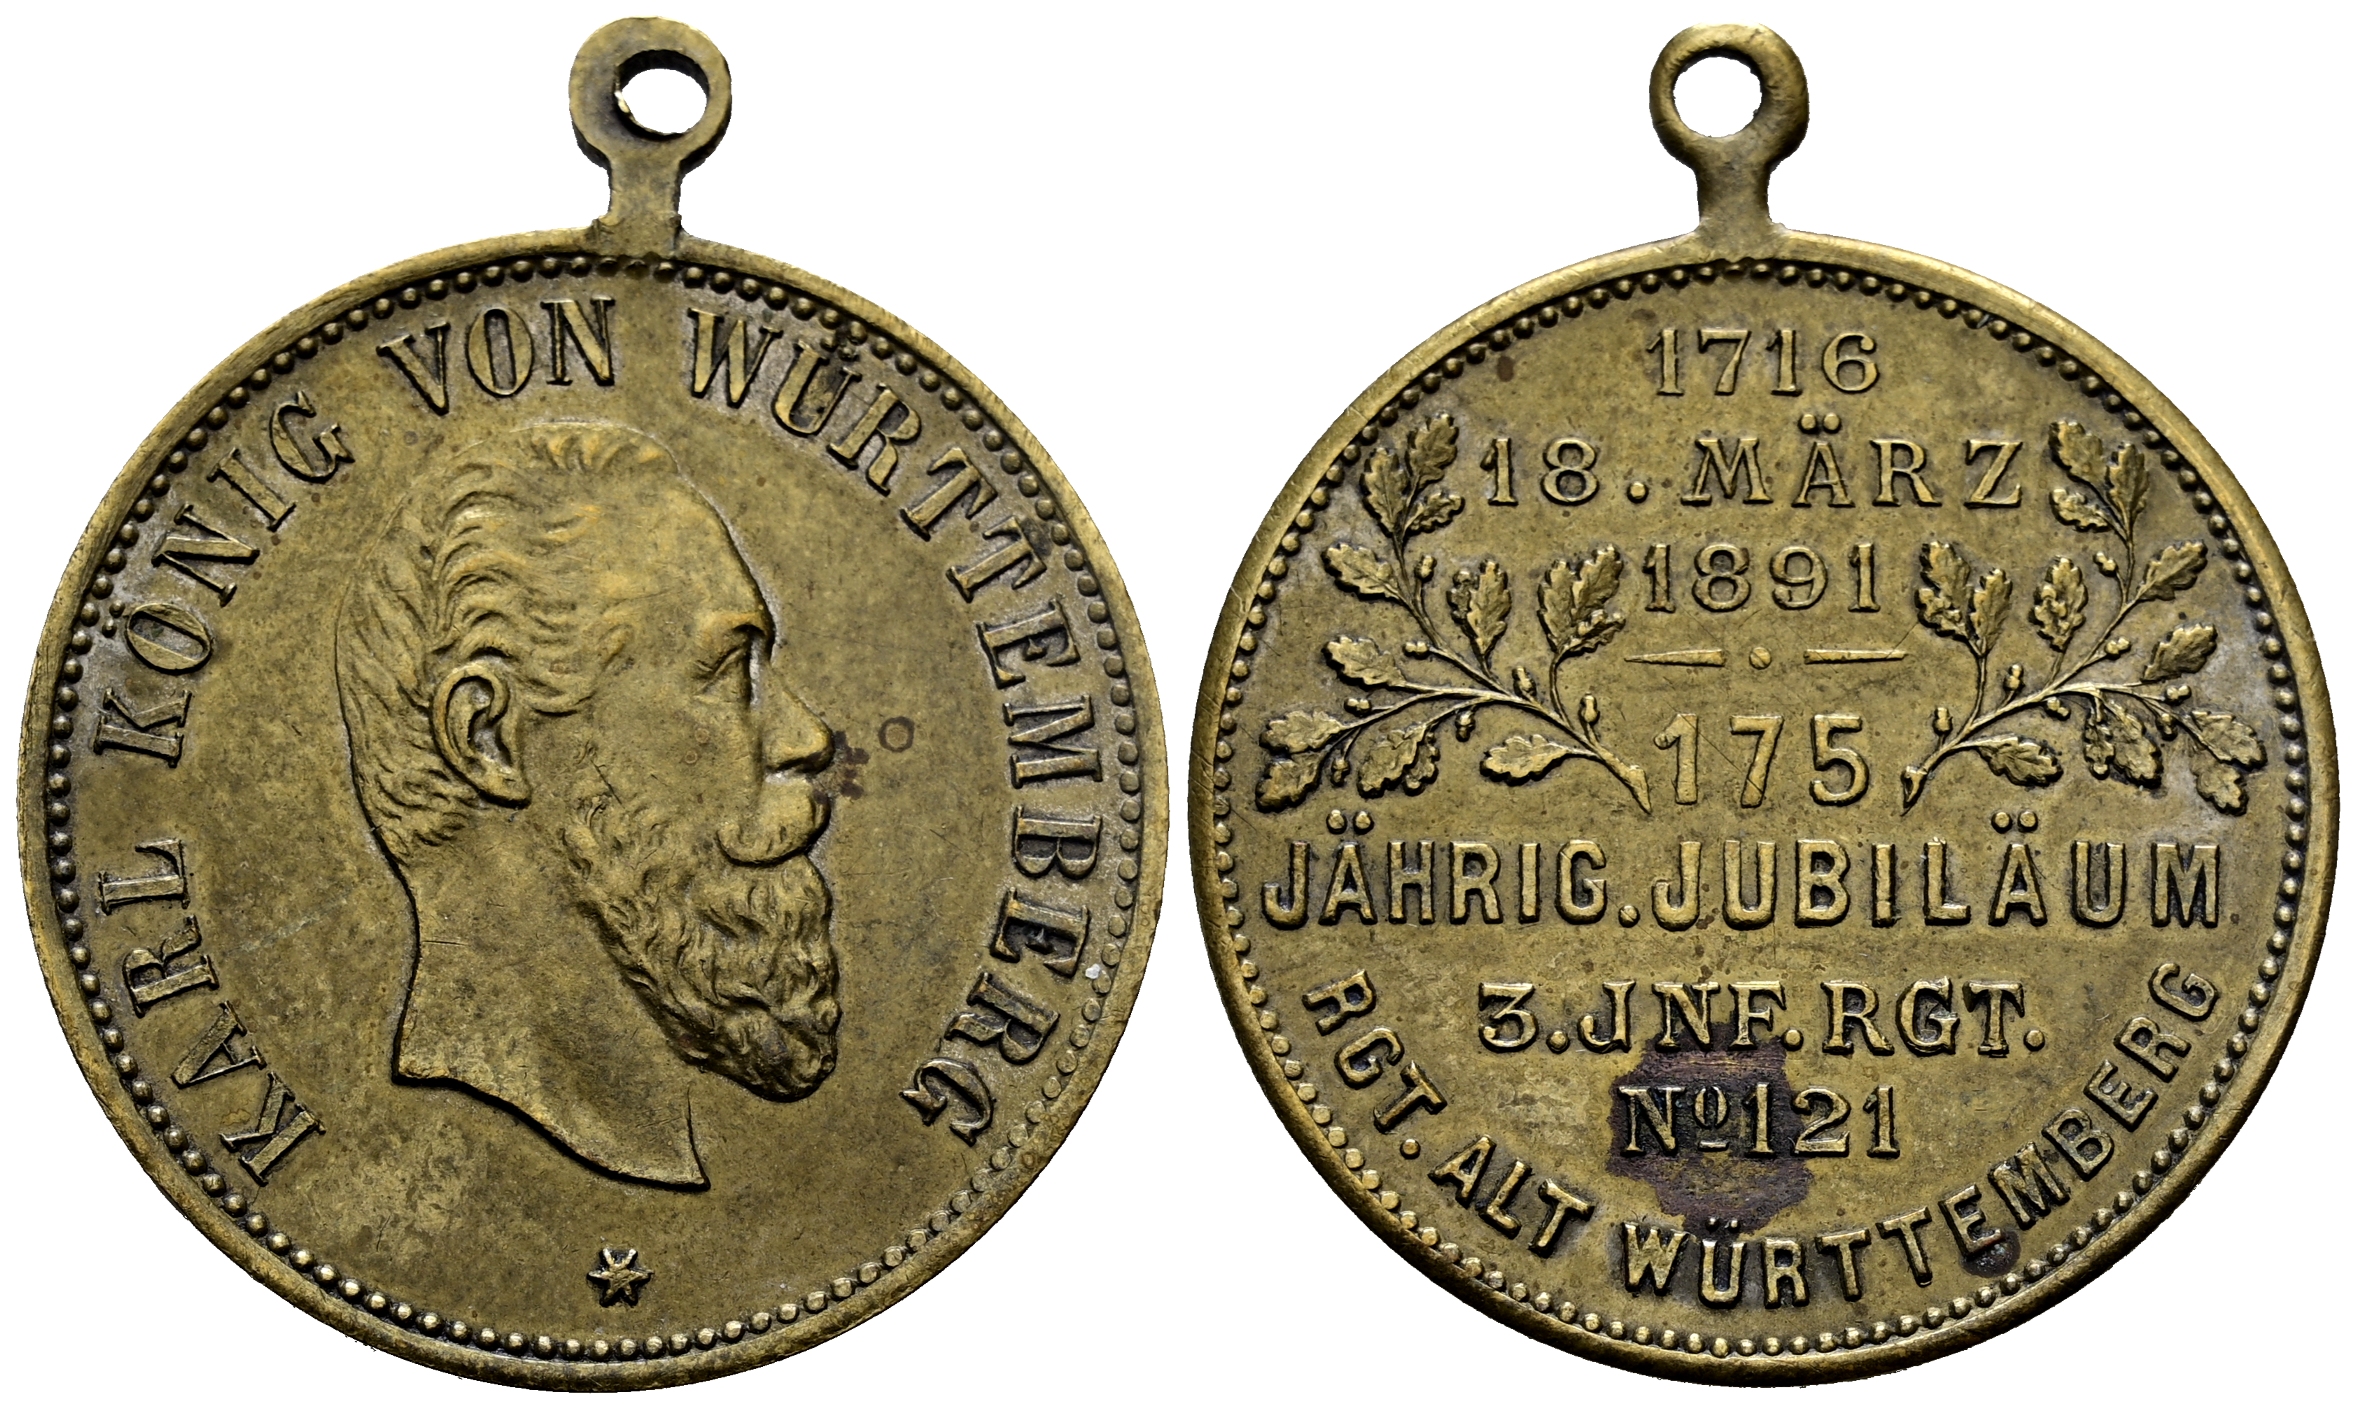 KARL KÖNIG VON WÜRTTEMBERG
1716
18. MÄRZ
1891
175
JÄHRIG. JUBILÄUM
3. JNF. RGT.
Nº 121
RGT. ALT WÜRTTEMBERG